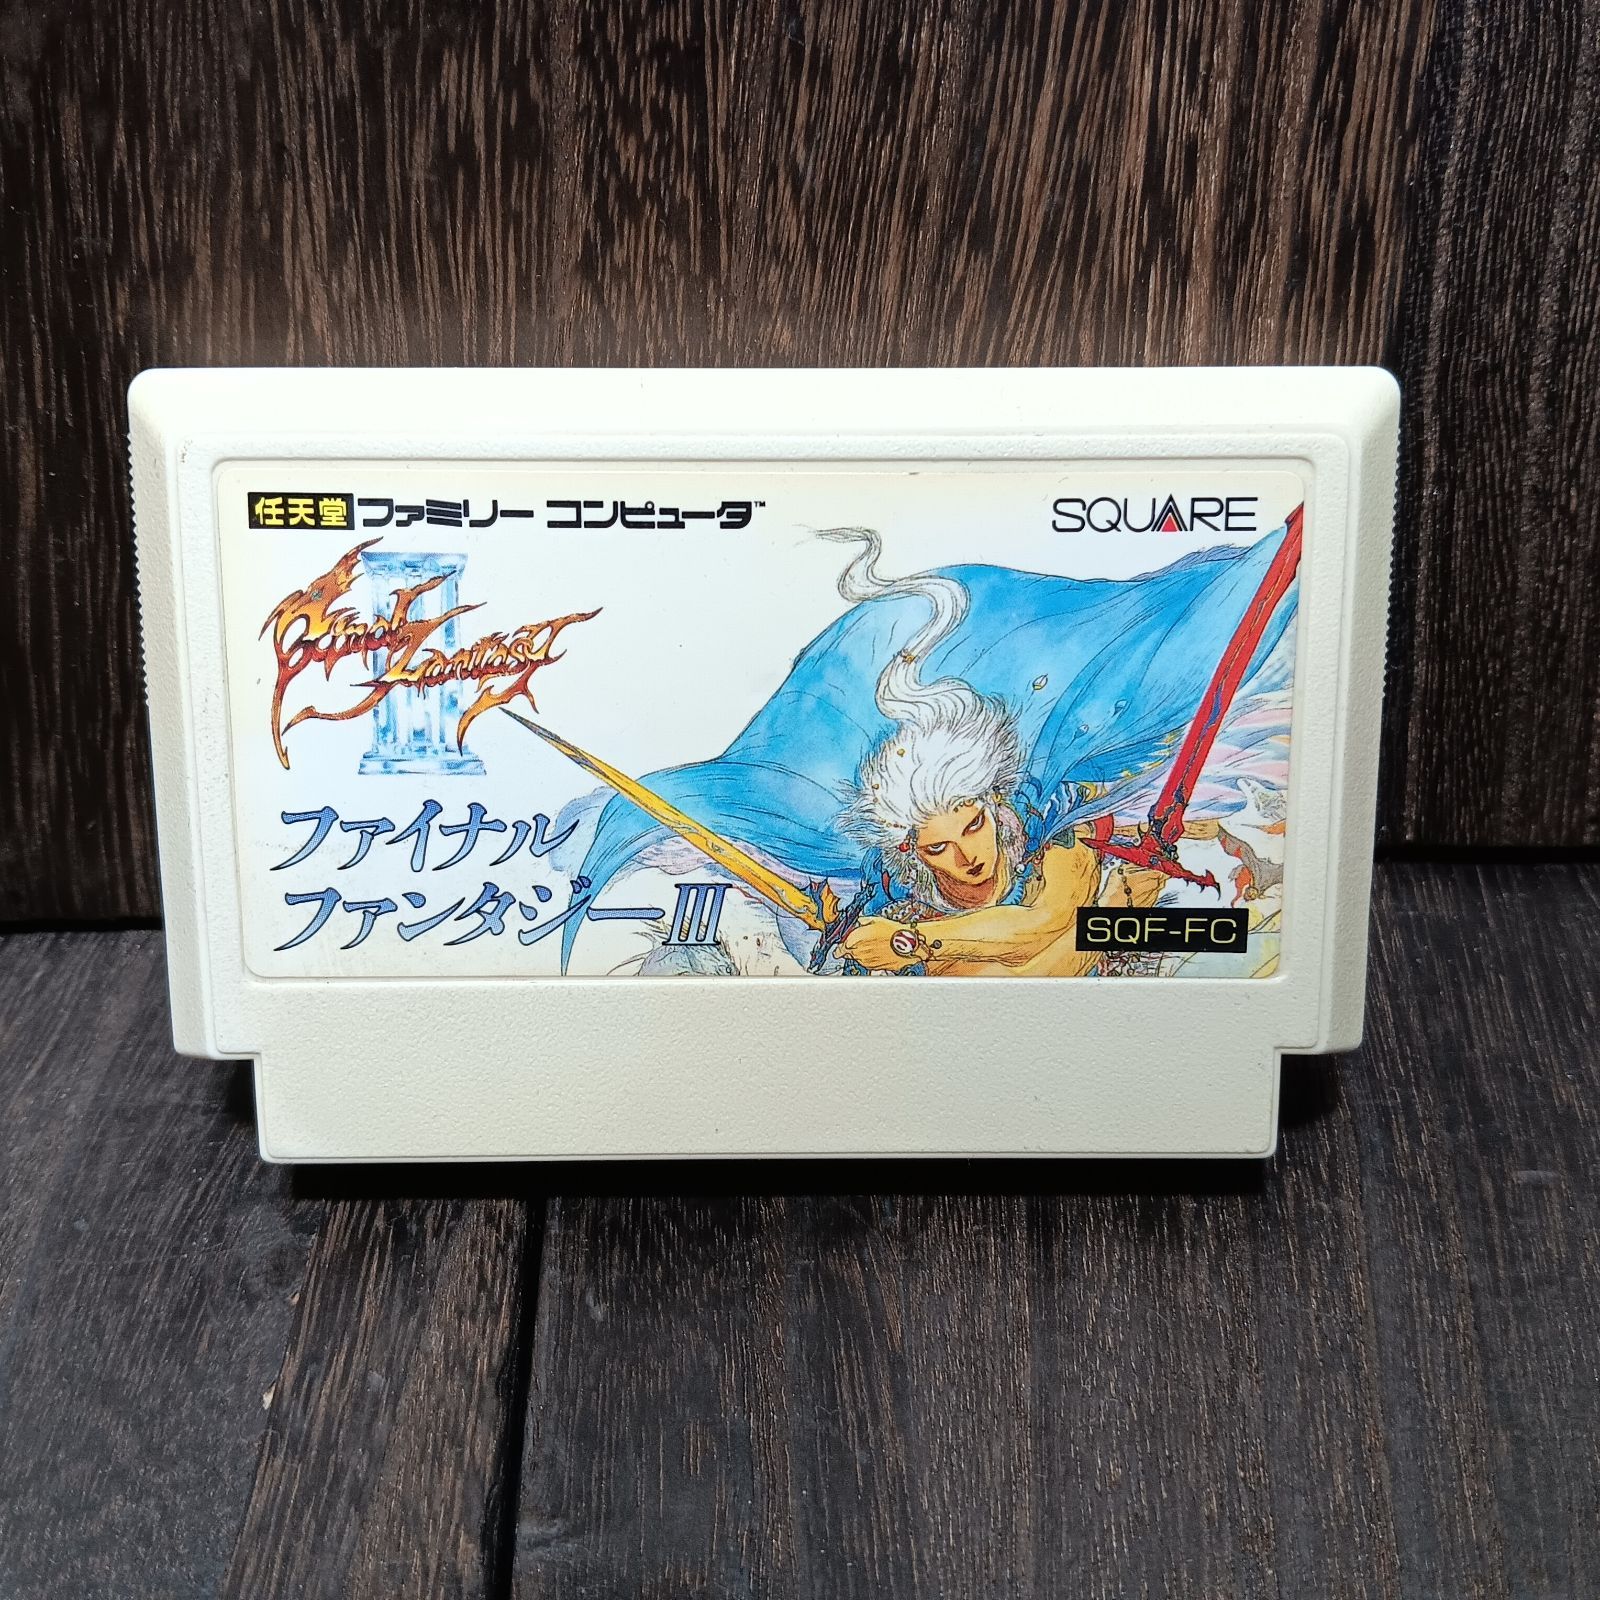 任天堂 ファミリー コンピュータ™
SQUARE
Final Fantasy
III
ファイナル
ファンタジーIII
SQF-FC